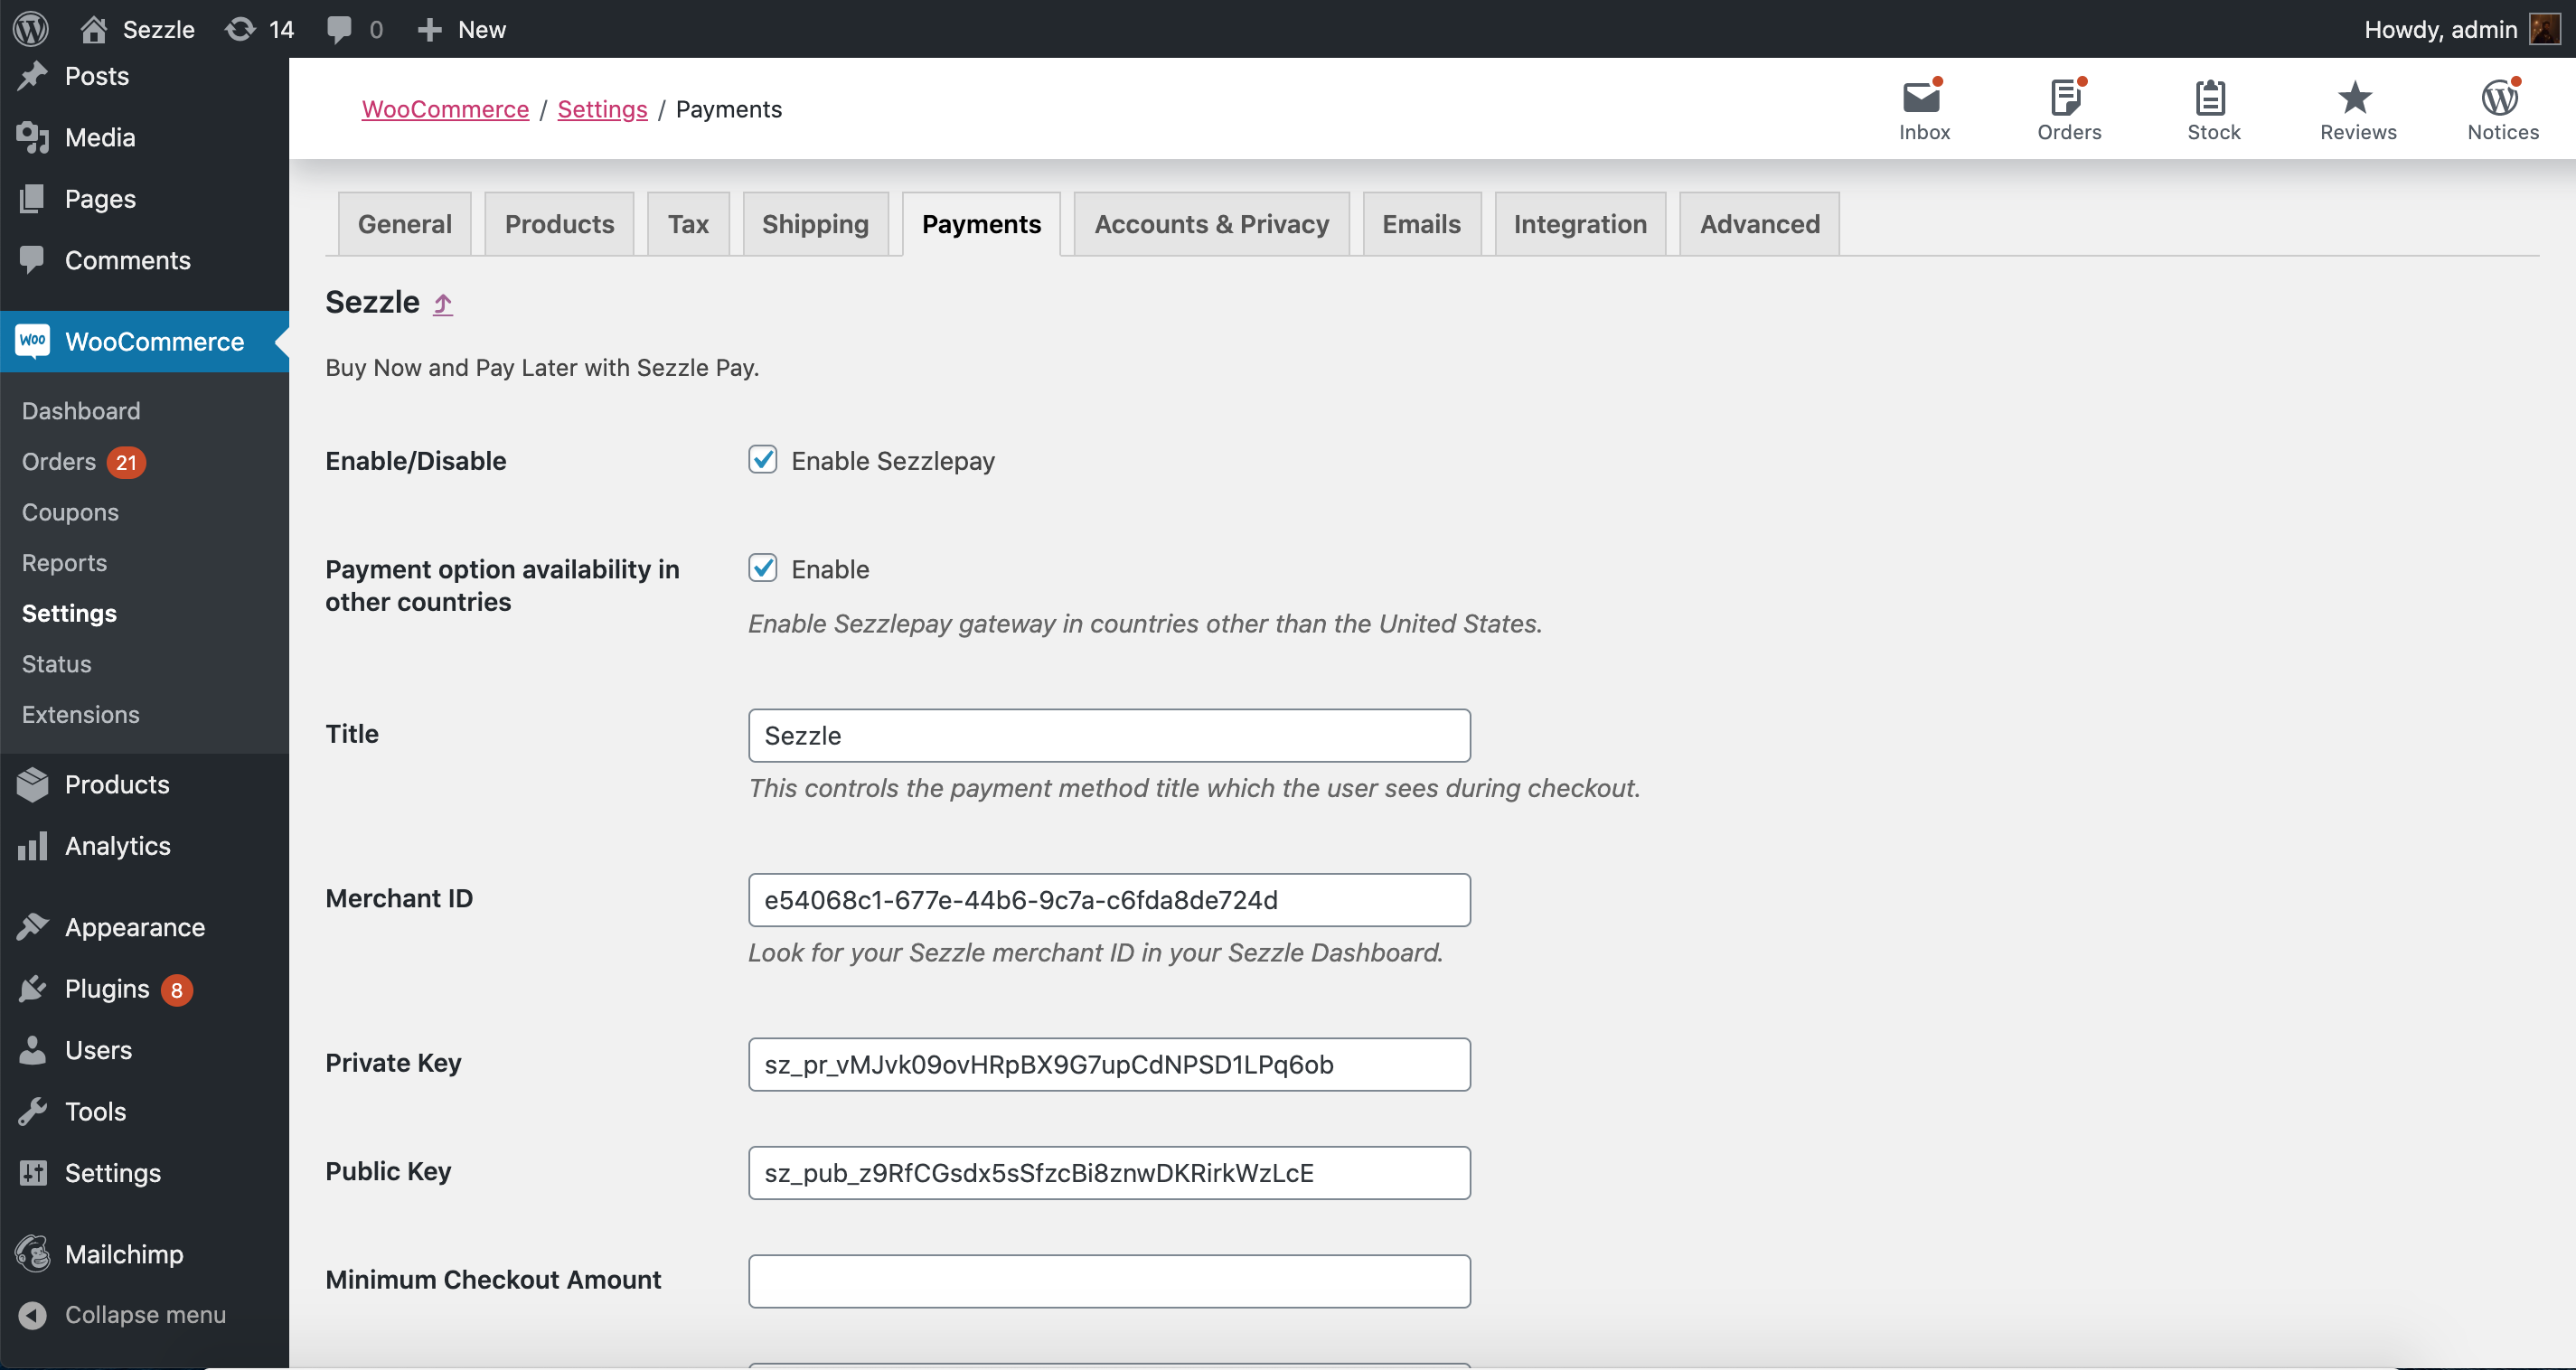 Sezzle 14 0 New Howdy, admin
Posts
Media
Pages
Comments
WOO WooCommerce
Dashboard
Orders 21
Coupons
Reports
Settings
Status
Extensions
Products
Analytics
Appearance
Plugins 8
Users
Tools
Settings
Mailchimp
Collapse menu
WooCommerce / Settings / Payments
Inbox Orders Stock Reviews Notices
General Products Tax Shipping Payments Accounts & Privacy Emails Integration Advanced
Sezzle
Buy Now and Pay Later with Sezzle Pay.
Enable/Disable Enable Sezzlepay
Payment option availability in
other countries
Enable
Enable Sezzlepay gateway in countries other than the United States.
Title Sezzle
This controls the payment method title which the user sees during checkout.
Merchant ID e54068c1-677e-44b6-9c7a-c6fda8de724d
Look for your Sezzle merchant ID in your Sezzle Dashboard.
Private Key sz_pr_vMJvk09ovHRpBX9G7upCdNPSD1LPq6ob
Public Key sz_pub_z9RfCGsdx5sSfzcBi8znwDKRirkWzLcE
Minimum Checkout Amount